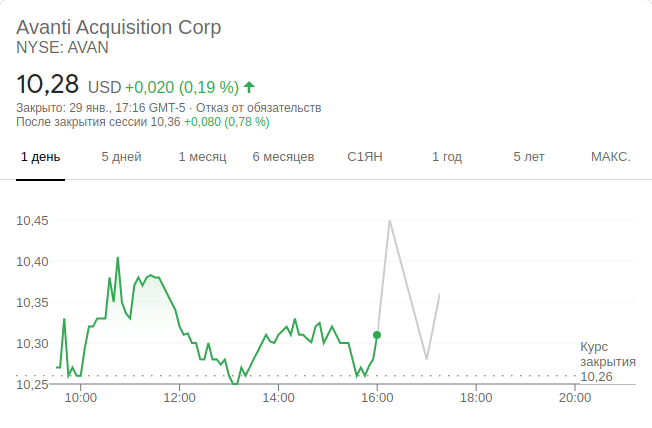 Avanti Acquisition Corp
NYSE: AVAN
10,28 USD +0,020 (0,19 %)
Закрыто: 29 янв., 17:16 GMT-5 · Отказ от обязательств
После закрытия сессии 10,36 +0,080 (0,78 %)
1 день 5 дней 1 месяц 6 месяцев С1ЯН 1 год 5 лет МАКС.
10,45
10,40
10,35
10,30
10,25
Курс
закрытия
10,26
10:00 12:00 14:00 16:00 18:00 20:00